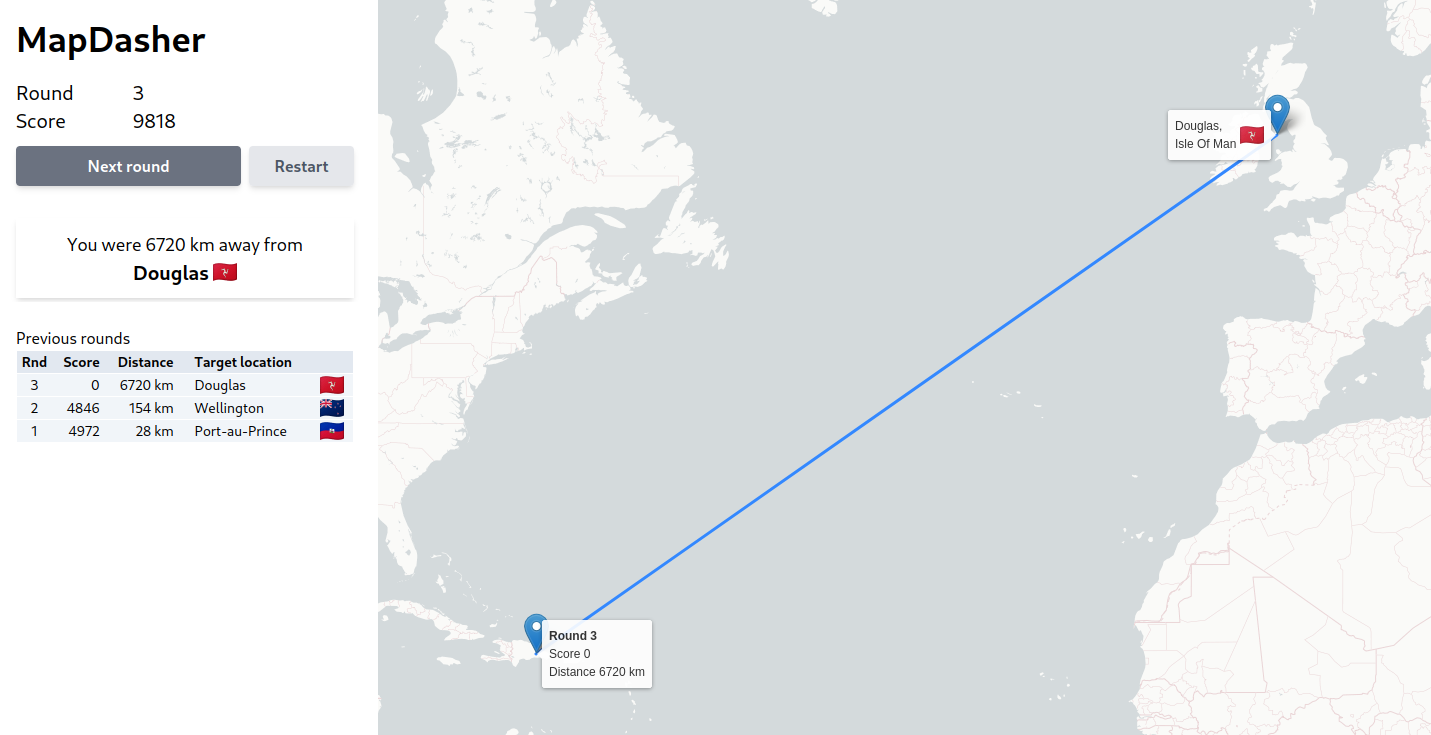 MapDasher
Round 3
Score 9818
Next round Restart
You were 6720 km away from
Douglas
Previous rounds
Rnd Score Distance Target location
3 0 6720 km Douglas
2 4846 154 km Wellington
1 4972 28 km Port-au-Prince
Douglas,
Isle Of Man
Round 3
Score 0
Distance 6720 km